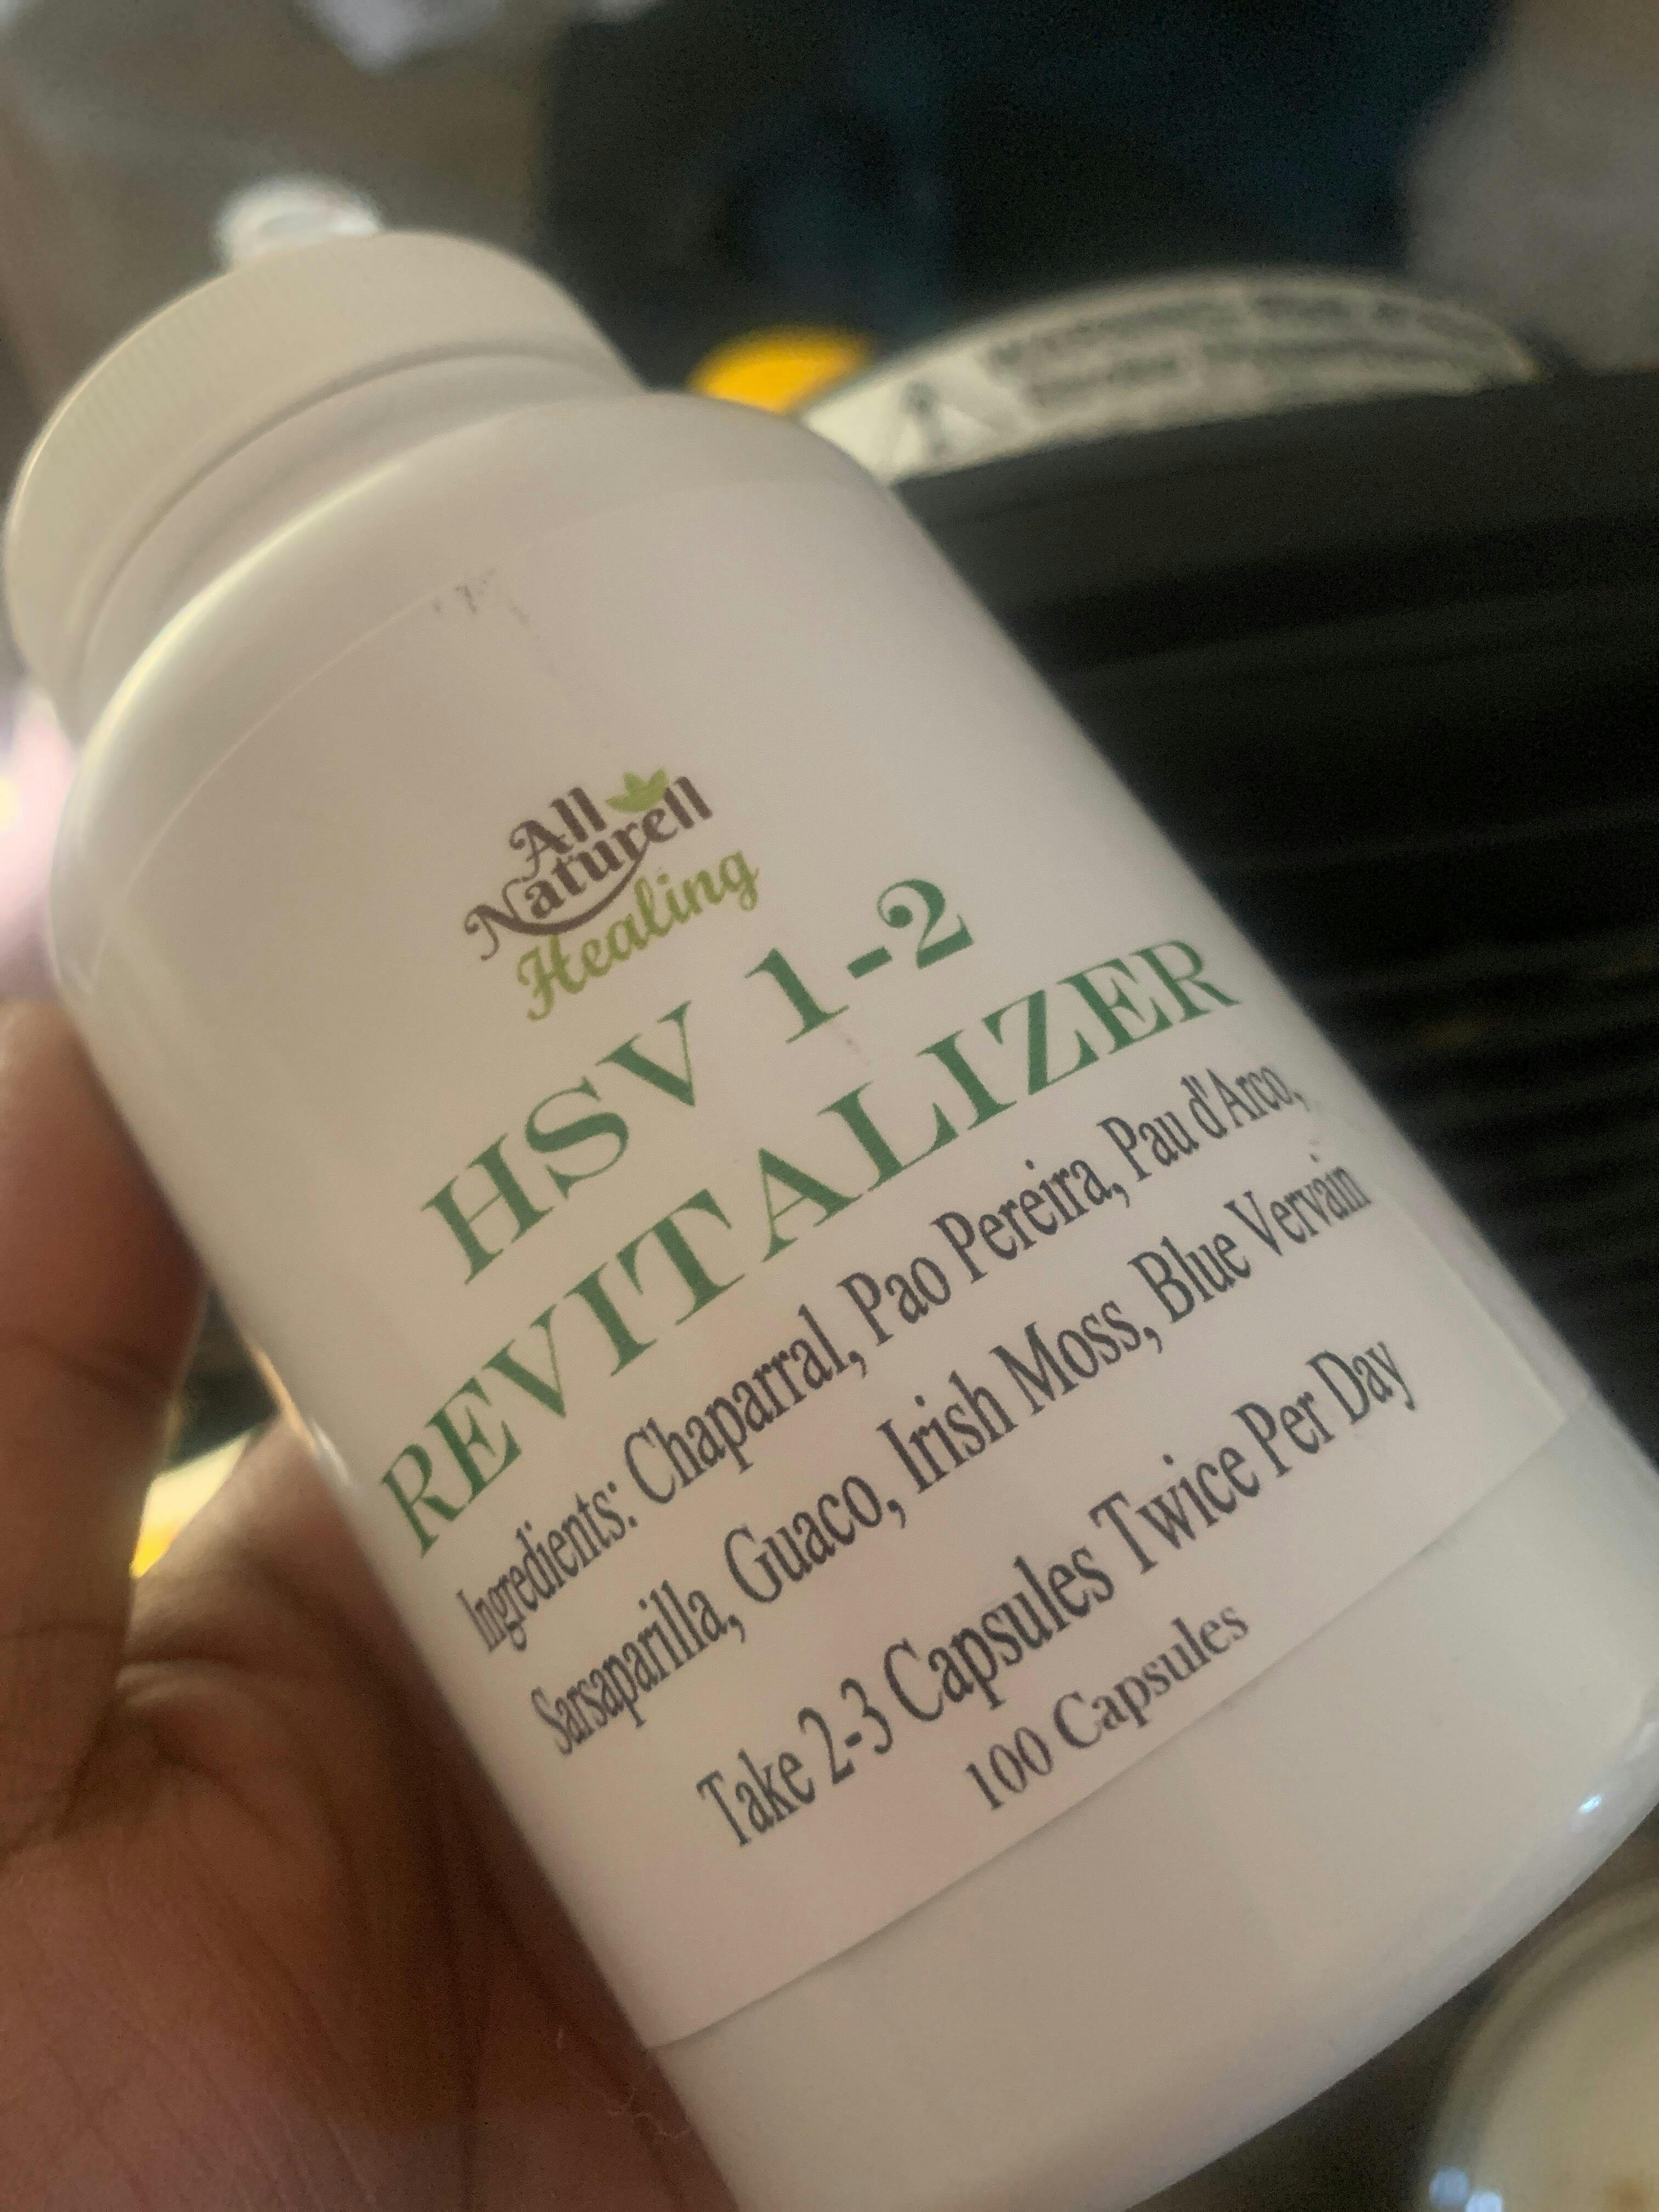 All
Naturell
Healing
HSV 1-2
REVITALIZER
Ingredients: Chaparral, Pao Pereira, Pau d'Arco,
Sarsaparilla, Guaco, Irish Moss, Blue Vervain
Take 2-3 Capsules Twice Per Day
100 Capsules